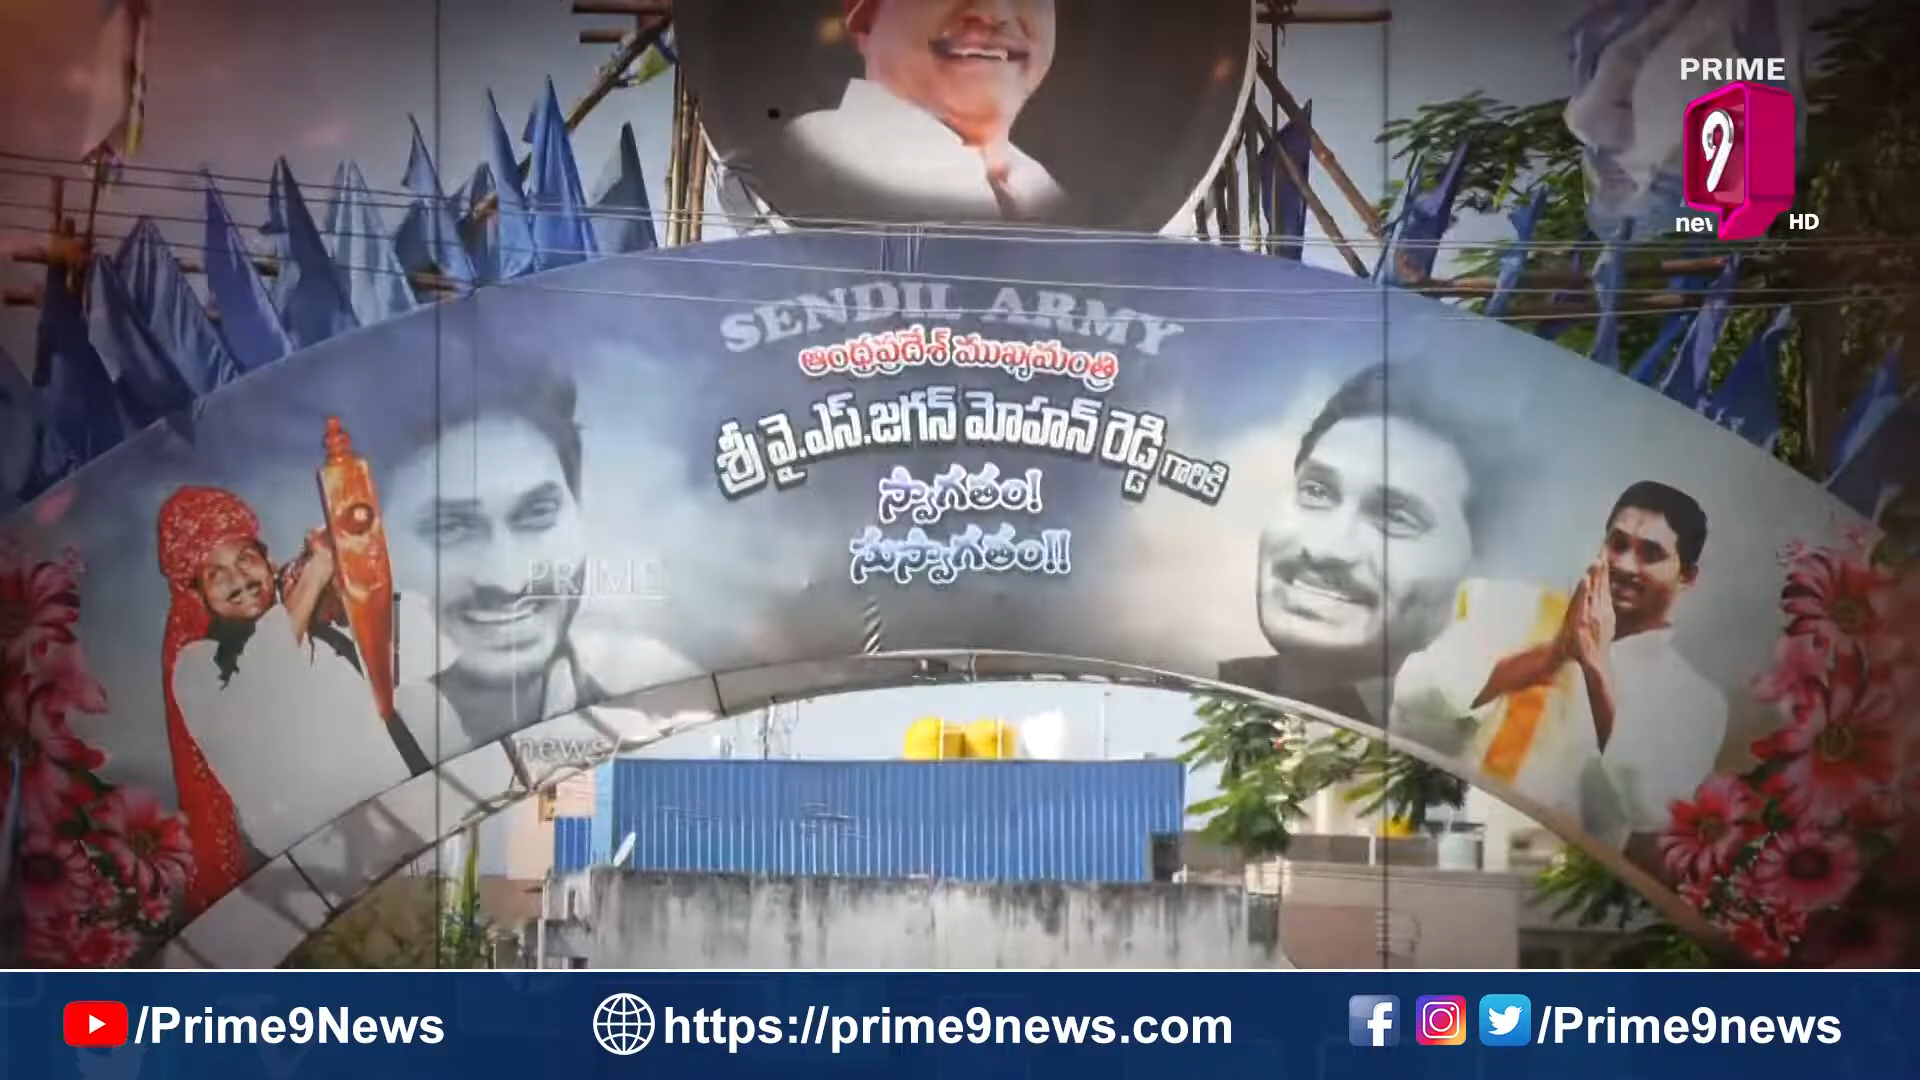 PRIME
9
new HD
SENDIL ARMY
ఆంధ్రప్రదేశ్ ముఖ్యమంత్రి
శ్రీ వై.ఎస్.జగన్ మోహన్ రెడ్డి గారికి
స్వాగతం!
సుస్వాగతం!!
PRIME
news
/Prime9News
https://prime9news.com
/Prime9news